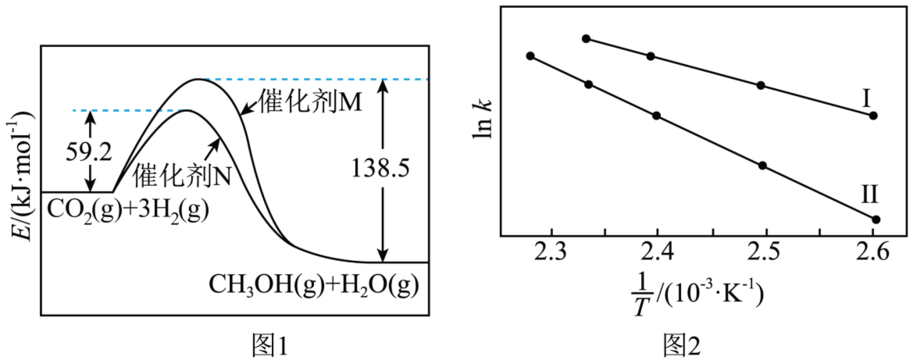 E/(kJ·mol⁻¹)
59.2
催化剂M
催化剂N
138.5
CO₂(g)+3H₂(g)
CH₃OH(g)+H₂O(g)
图1
ln k
I
II
2.3 2.4 2.5 2.6
1/T/(10⁻³·K⁻¹)
图2